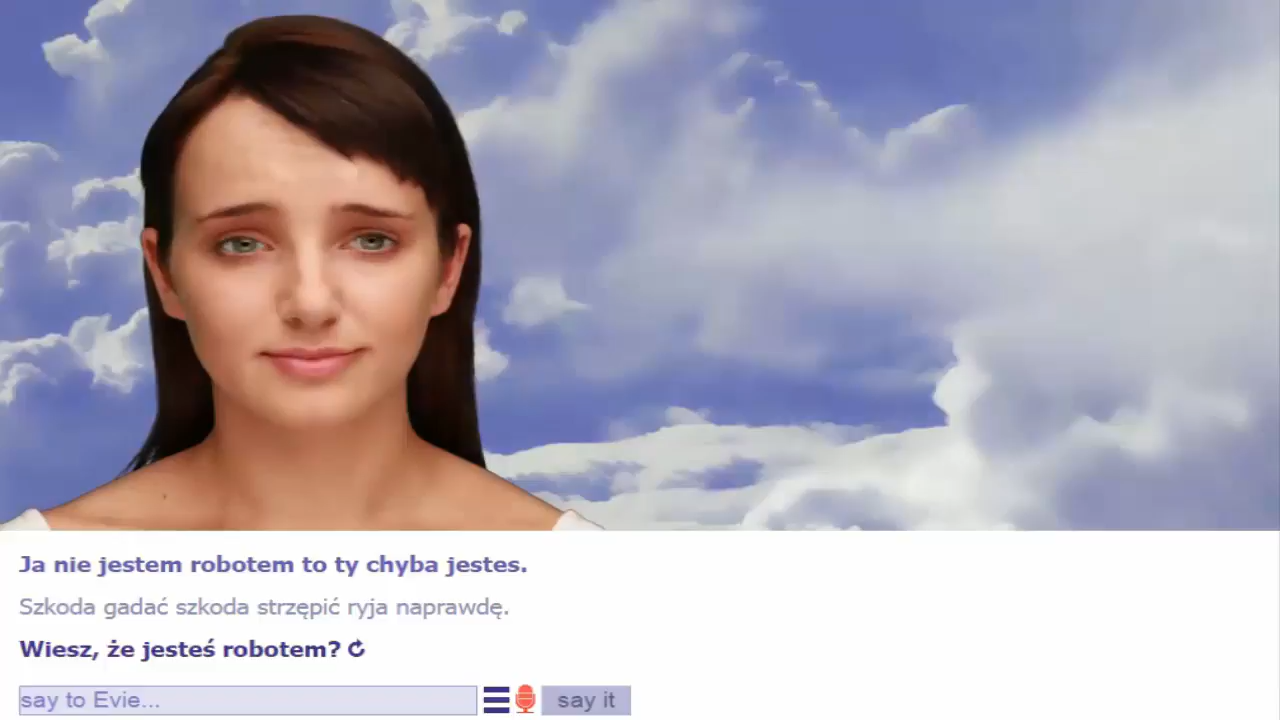 Ja nie jestem robotem to ty chyba jestes.
Szkoda gadać szkoda strzępić ryja naprawdę.
Wiesz, że jesteś robotem?
say to Evie...
say it